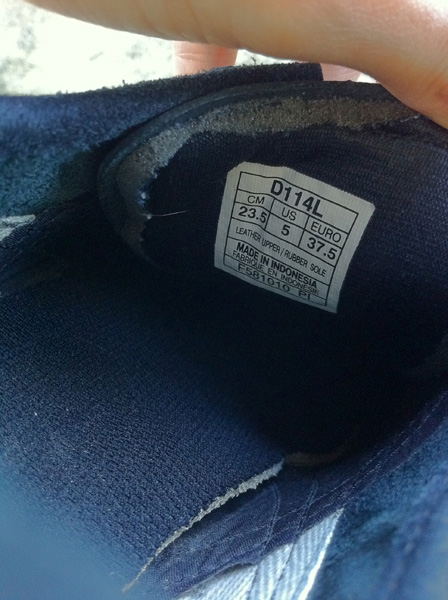 D114L
CM US EURO
23.5 5 37.5
LEATHER UPPER / RUBBER SOLE
MADE IN INDONESIA
FABRIQUE EN INDONESIE
F581010 PI